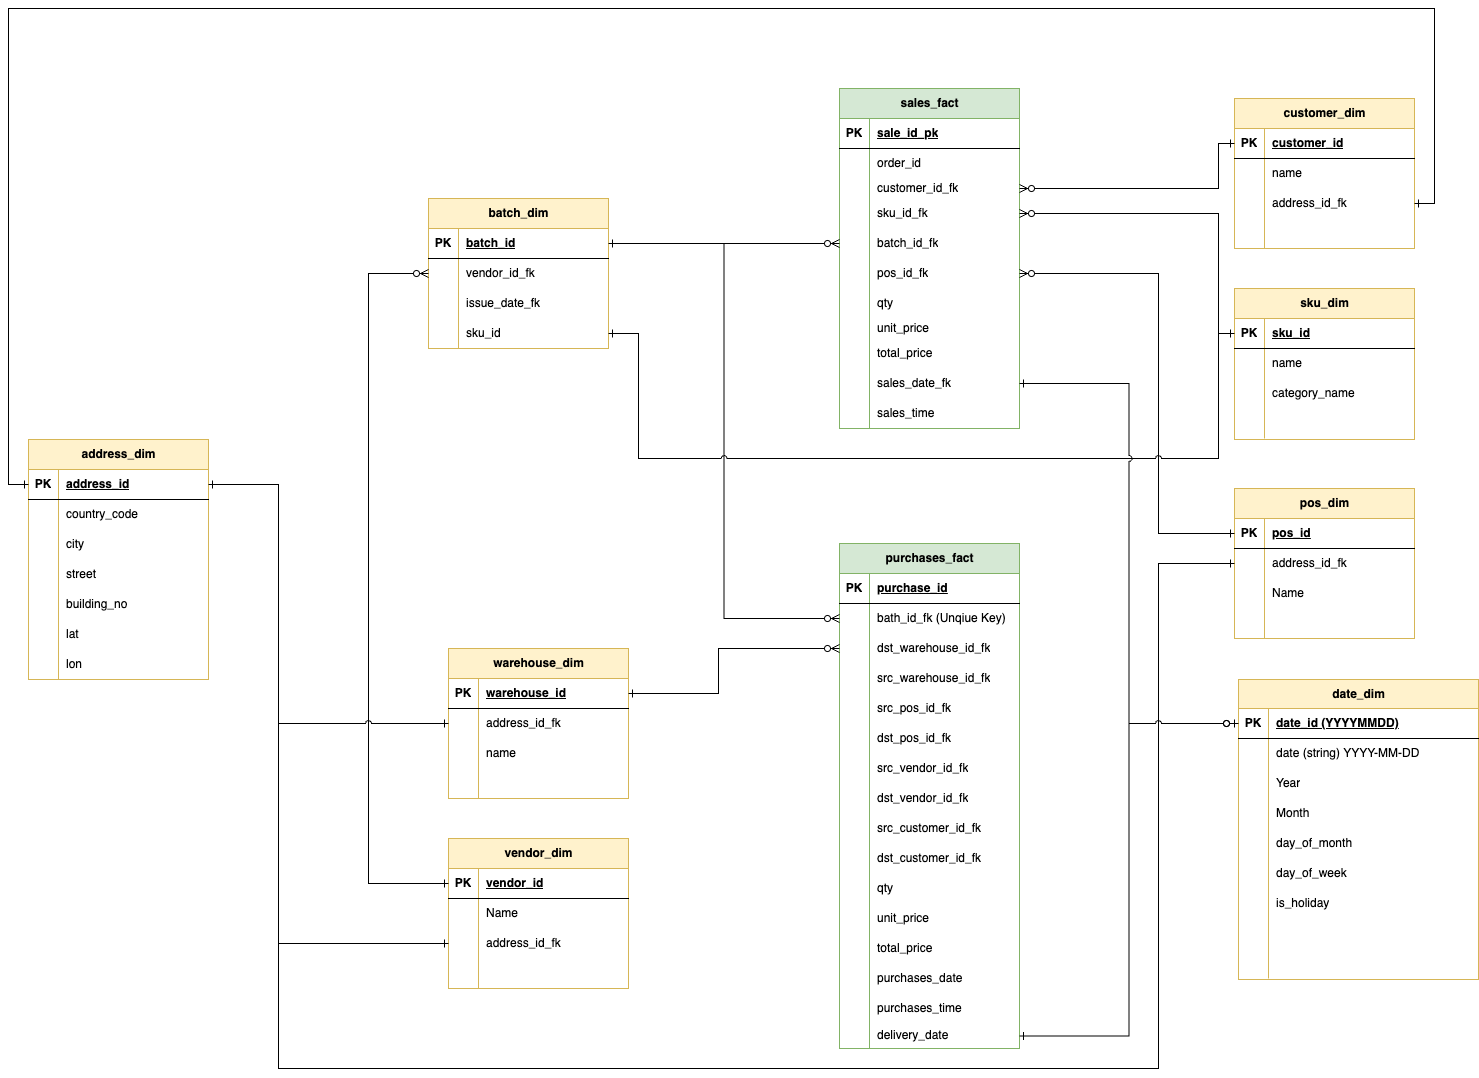 sales_fact
PK sale_id_pk
order_id
customer_id_fk
sku_id_fk
batch_id_fk
pos_id_fk
qty
unit_price
total_price
sales_date_fk
sales_time
customer_dim
PK customer_id
name
address_id_fk
batch_dim
PK batch_id
vendor_id_fk
issue_date_fk
sku_id
sku_dim
PK sku_id
name
category_name
address_dim
PK address_id
country_code
city
street
building_no
lat
lon
pos_dim
PK pos_id
address_id_fk
Name
purchases_fact
PK purchase_id
bath_id_fk (Unqiue Key)
dst_warehouse_id_fk
src_warehouse_id_fk
src_pos_id_fk
dst_pos_id_fk
src_vendor_id_fk
dst_vendor_id_fk
src_customer_id_fk
dst_customer_id_fk
qty
unit_price
total_price
purchases_date
purchases_time
delivery_date
warehouse_dim
PK warehouse_id
address_id_fk
name
date_dim
PK date_id (YYYYMMDD)
date (string) YYYY-MM-DD
Year
Month
day_of_month
day_of_week
is_holiday
vendor_dim
PK vendor_id
Name
address_id_fk